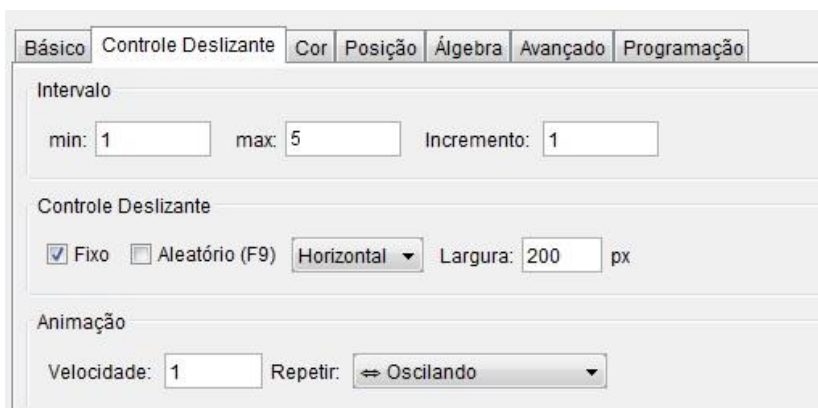 Básico Controle Deslizante Cor Posição Álgebra Avançado Programação
Intervalo
min: 1 max: 5 Incremento: 1
Controle Deslizante
Fixo Aleatório (F9) Horizontal Largura: 200 px
Animação
Velocidade: 1 Repetir: ⇔ Oscilando